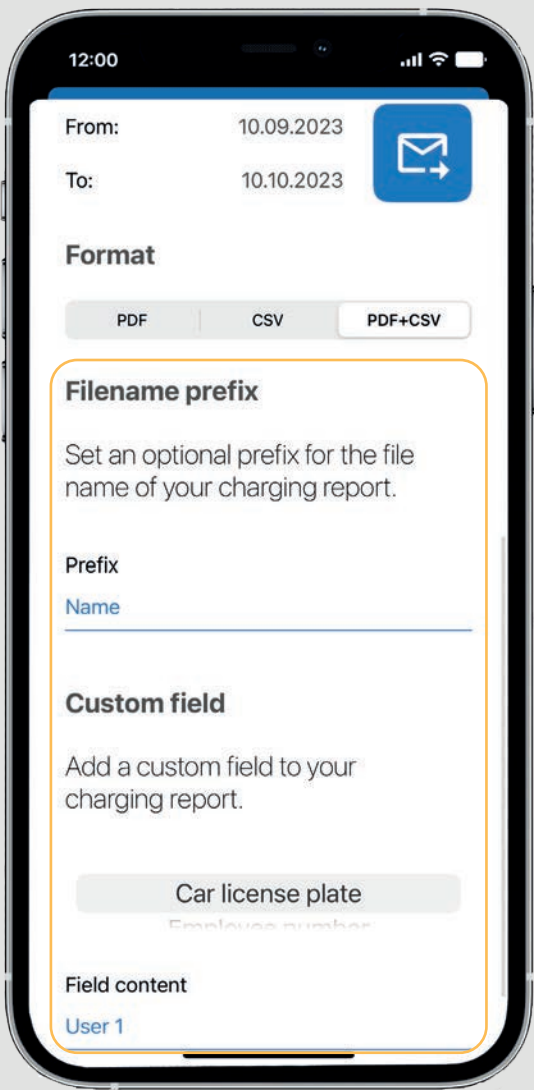 12:00
From: 10.09.2023
To: 10.10.2023
Format
PDF CSV PDF+CSV
Filename prefix
Set an optional prefix for the file
name of your charging report.
Prefix
Name
Custom field
Add a custom field to your
charging report.
Car license plate
Employee number
Field content
User 1